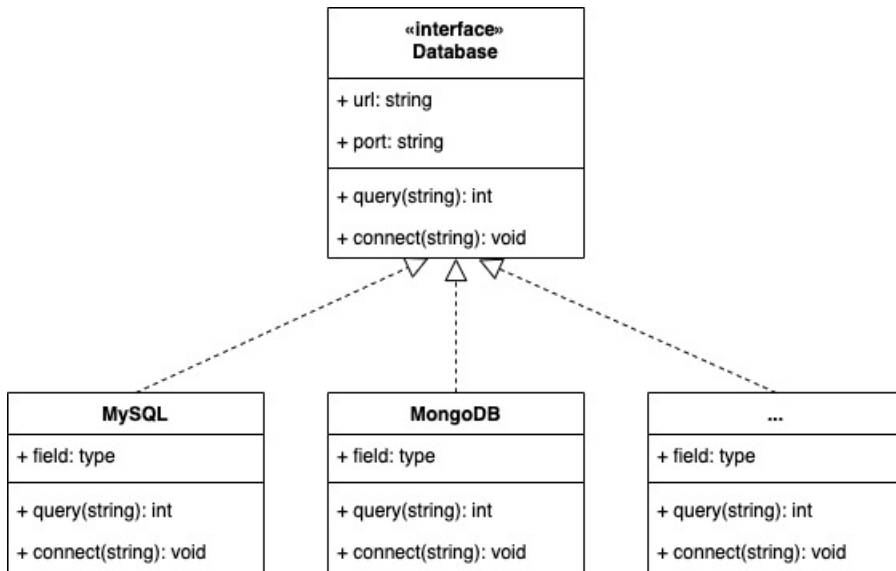 «interface»
Database
+ url: string
+ port: string
+ query(string): int
+ connect(string): void
MySQL
+ field: type
+ query(string): int
+ connect(string): void
MongoDB
+ field: type
+ query(string): int
+ connect(string): void
...
+ field: type
+ query(string): int
+ connect(string): void